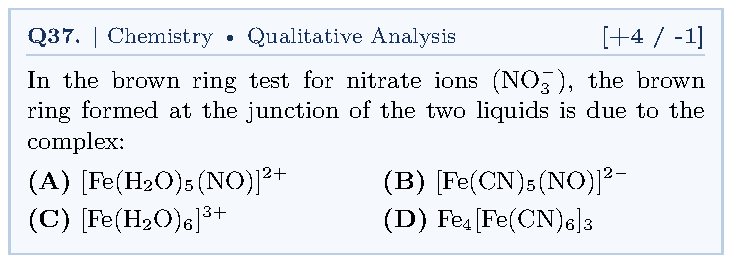 Q37. | Chemistry • Qualitative Analysis [+4 / -1]
In the brown ring test for nitrate ions (NO₃⁻), the brown
ring formed at the junction of the two liquids is due to the
complex:
(A) [Fe(H₂O)₅(NO)]²⁺ (B) [Fe(CN)₅(NO)]²⁻
(C) [Fe(H₂O)₆]³⁺ (D) Fe₄[Fe(CN)₆]₃